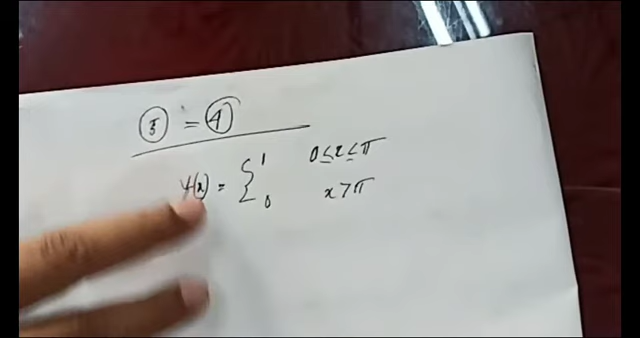 ③ = ④
f(x) = { 1 0 ≤ x ≤ π
0 x > π